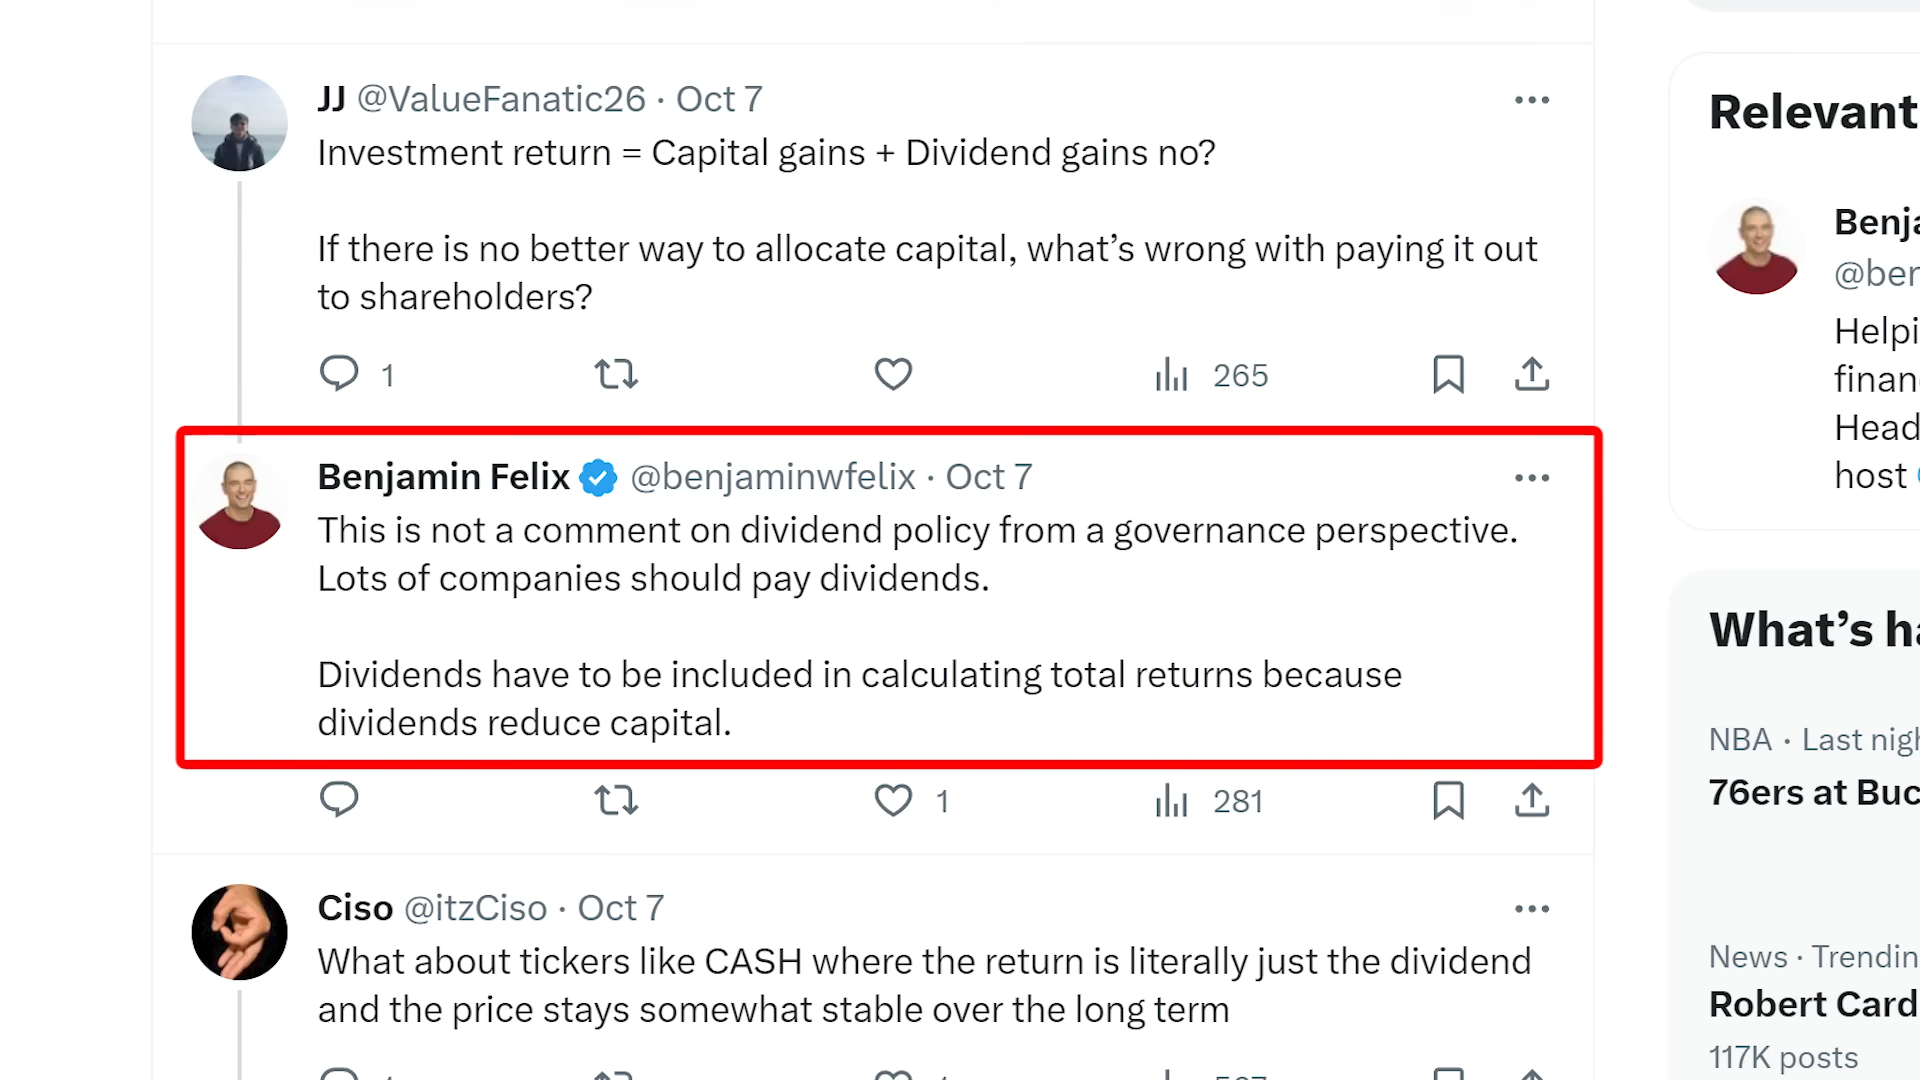 JJ @ValueFanatic26 · Oct 7
Investment return = Capital gains + Dividend gains no?
If there is no better way to allocate capital, what’s wrong with paying it out
to shareholders?
1
265
Benjamin Felix @benjaminwfelix · Oct 7
This is not a comment on dividend policy from a governance perspective.
Lots of companies should pay dividends.
Dividends have to be included in calculating total returns because
dividends reduce capital.
1
281
Ciso @itzCiso · Oct 7
What about tickers like CASH where the return is literally just the dividend
and the price stays somewhat stable over the long term
Relevant
Benja
@ben
Helpi
finan
Head
host
What’s ha
NBA · Last nigh
76ers at Buc
News · Trendin
Robert Card
117K posts